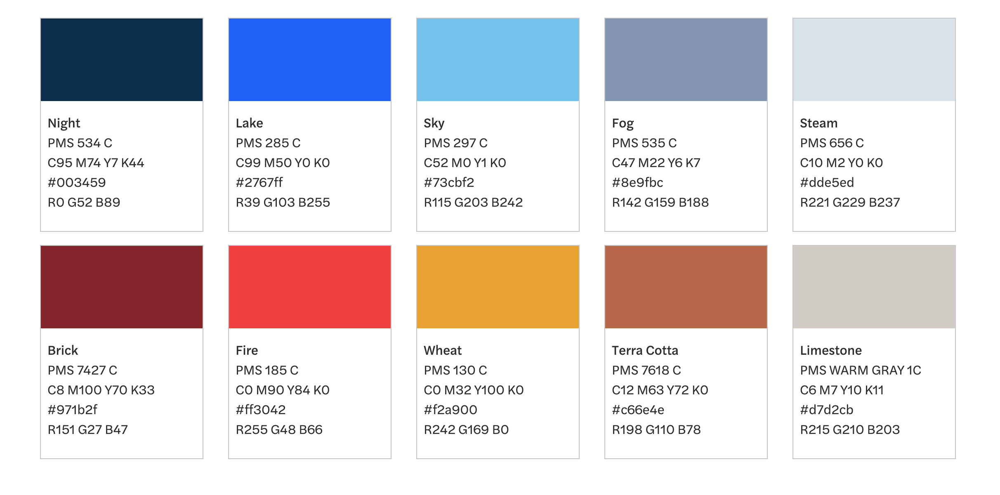 Night
PMS 534 C
C95 M74 Y7 K44
#003459
R0 G52 B89
Lake
PMS 285 C
C99 M50 Y0 K0
#2767ff
R39 G103 B255
Sky
PMS 297 C
C52 M0 Y1 K0
#73cbf2
R115 G203 B242
Fog
PMS 535 C
C47 M22 Y6 K7
#8e9fbc
R142 G159 B188
Steam
PMS 656 C
C10 M2 Y0 K0
#dde5ed
R221 G229 B237
Brick
PMS 7427 C
C8 M100 Y70 K33
#971b2f
R151 G27 B47
Fire
PMS 185 C
C0 M90 Y84 K0
#ff3042
R255 G48 B66
Wheat
PMS 130 C
C0 M32 Y100 K0
#f2a900
R242 G169 B0
Terra Cotta
PMS 7618 C
C12 M63 Y72 K0
#c66e4e
R198 G110 B78
Limestone
PMS WARM GRAY 1C
C6 M7 Y10 K11
#d7d2cb
R215 G210 B203